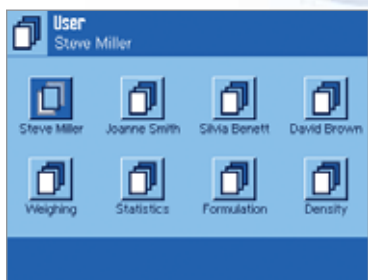 User
Steve Miller
Steve Miller Joanne Smith Silvia Benett David Brown
Weighing Statistics Formulation Density